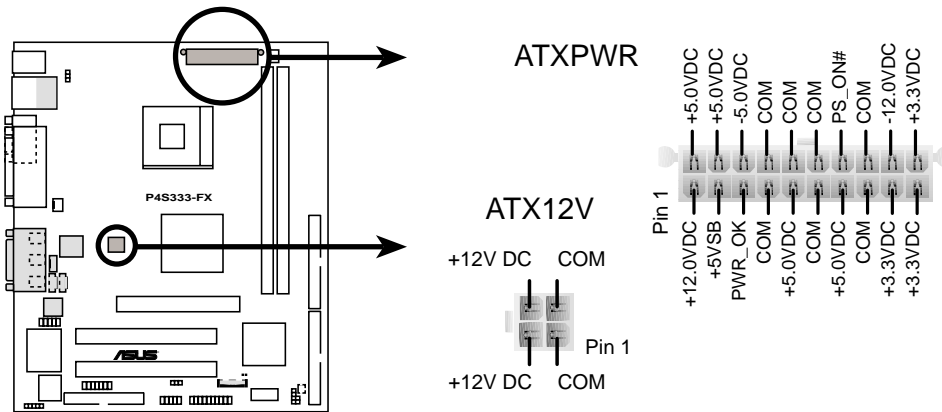 P4S333-FX
ASUS
ATXPWR
+5.0VDC
+5.0VDC
-5.0VDC
COM
COM
COM
PS_ON#
COM
-12.0VDC
+3.3VDC
Pin 1
+12.0VDC
+5VSB
PWR_OK
COM
+5.0VDC
COM
+5.0VDC
COM
+3.3VDC
+3.3VDC
ATX12V
+12V DC COM
Pin 1
+12V DC COM